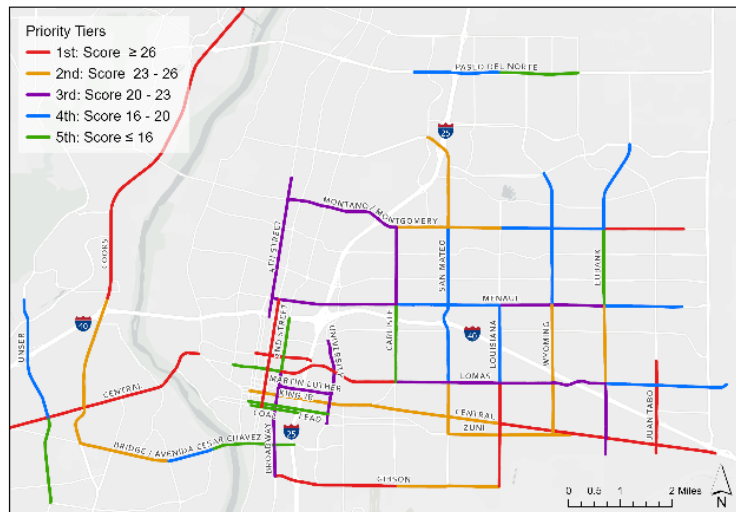 Priority Tiers
1st: Score ≥ 26
2nd: Score 23 - 26
3rd: Score 20 - 23
4th: Score 16 - 20
5th: Score ≤ 16
PASEO DEL NORTE
25
MONTANO / MONTGOMERY
4TH STREET
COORS
SAN MATEO
EUBANK
MENAUL
UNSER
40
2ND STREET
UNIVERSITY
CARLISLE
40
LOUISIANA
WYOMING
CENTRAL
MARTIN LUTHER
KING JR
LOMAS
JUAN TABO
COAL
LEAD
CENTRAL
ZUNI
BRIDGE / AVENIDA CESAR CHAVEZ
BROADWAY
25
GIBSON
0 0.5 1 2 Miles
N